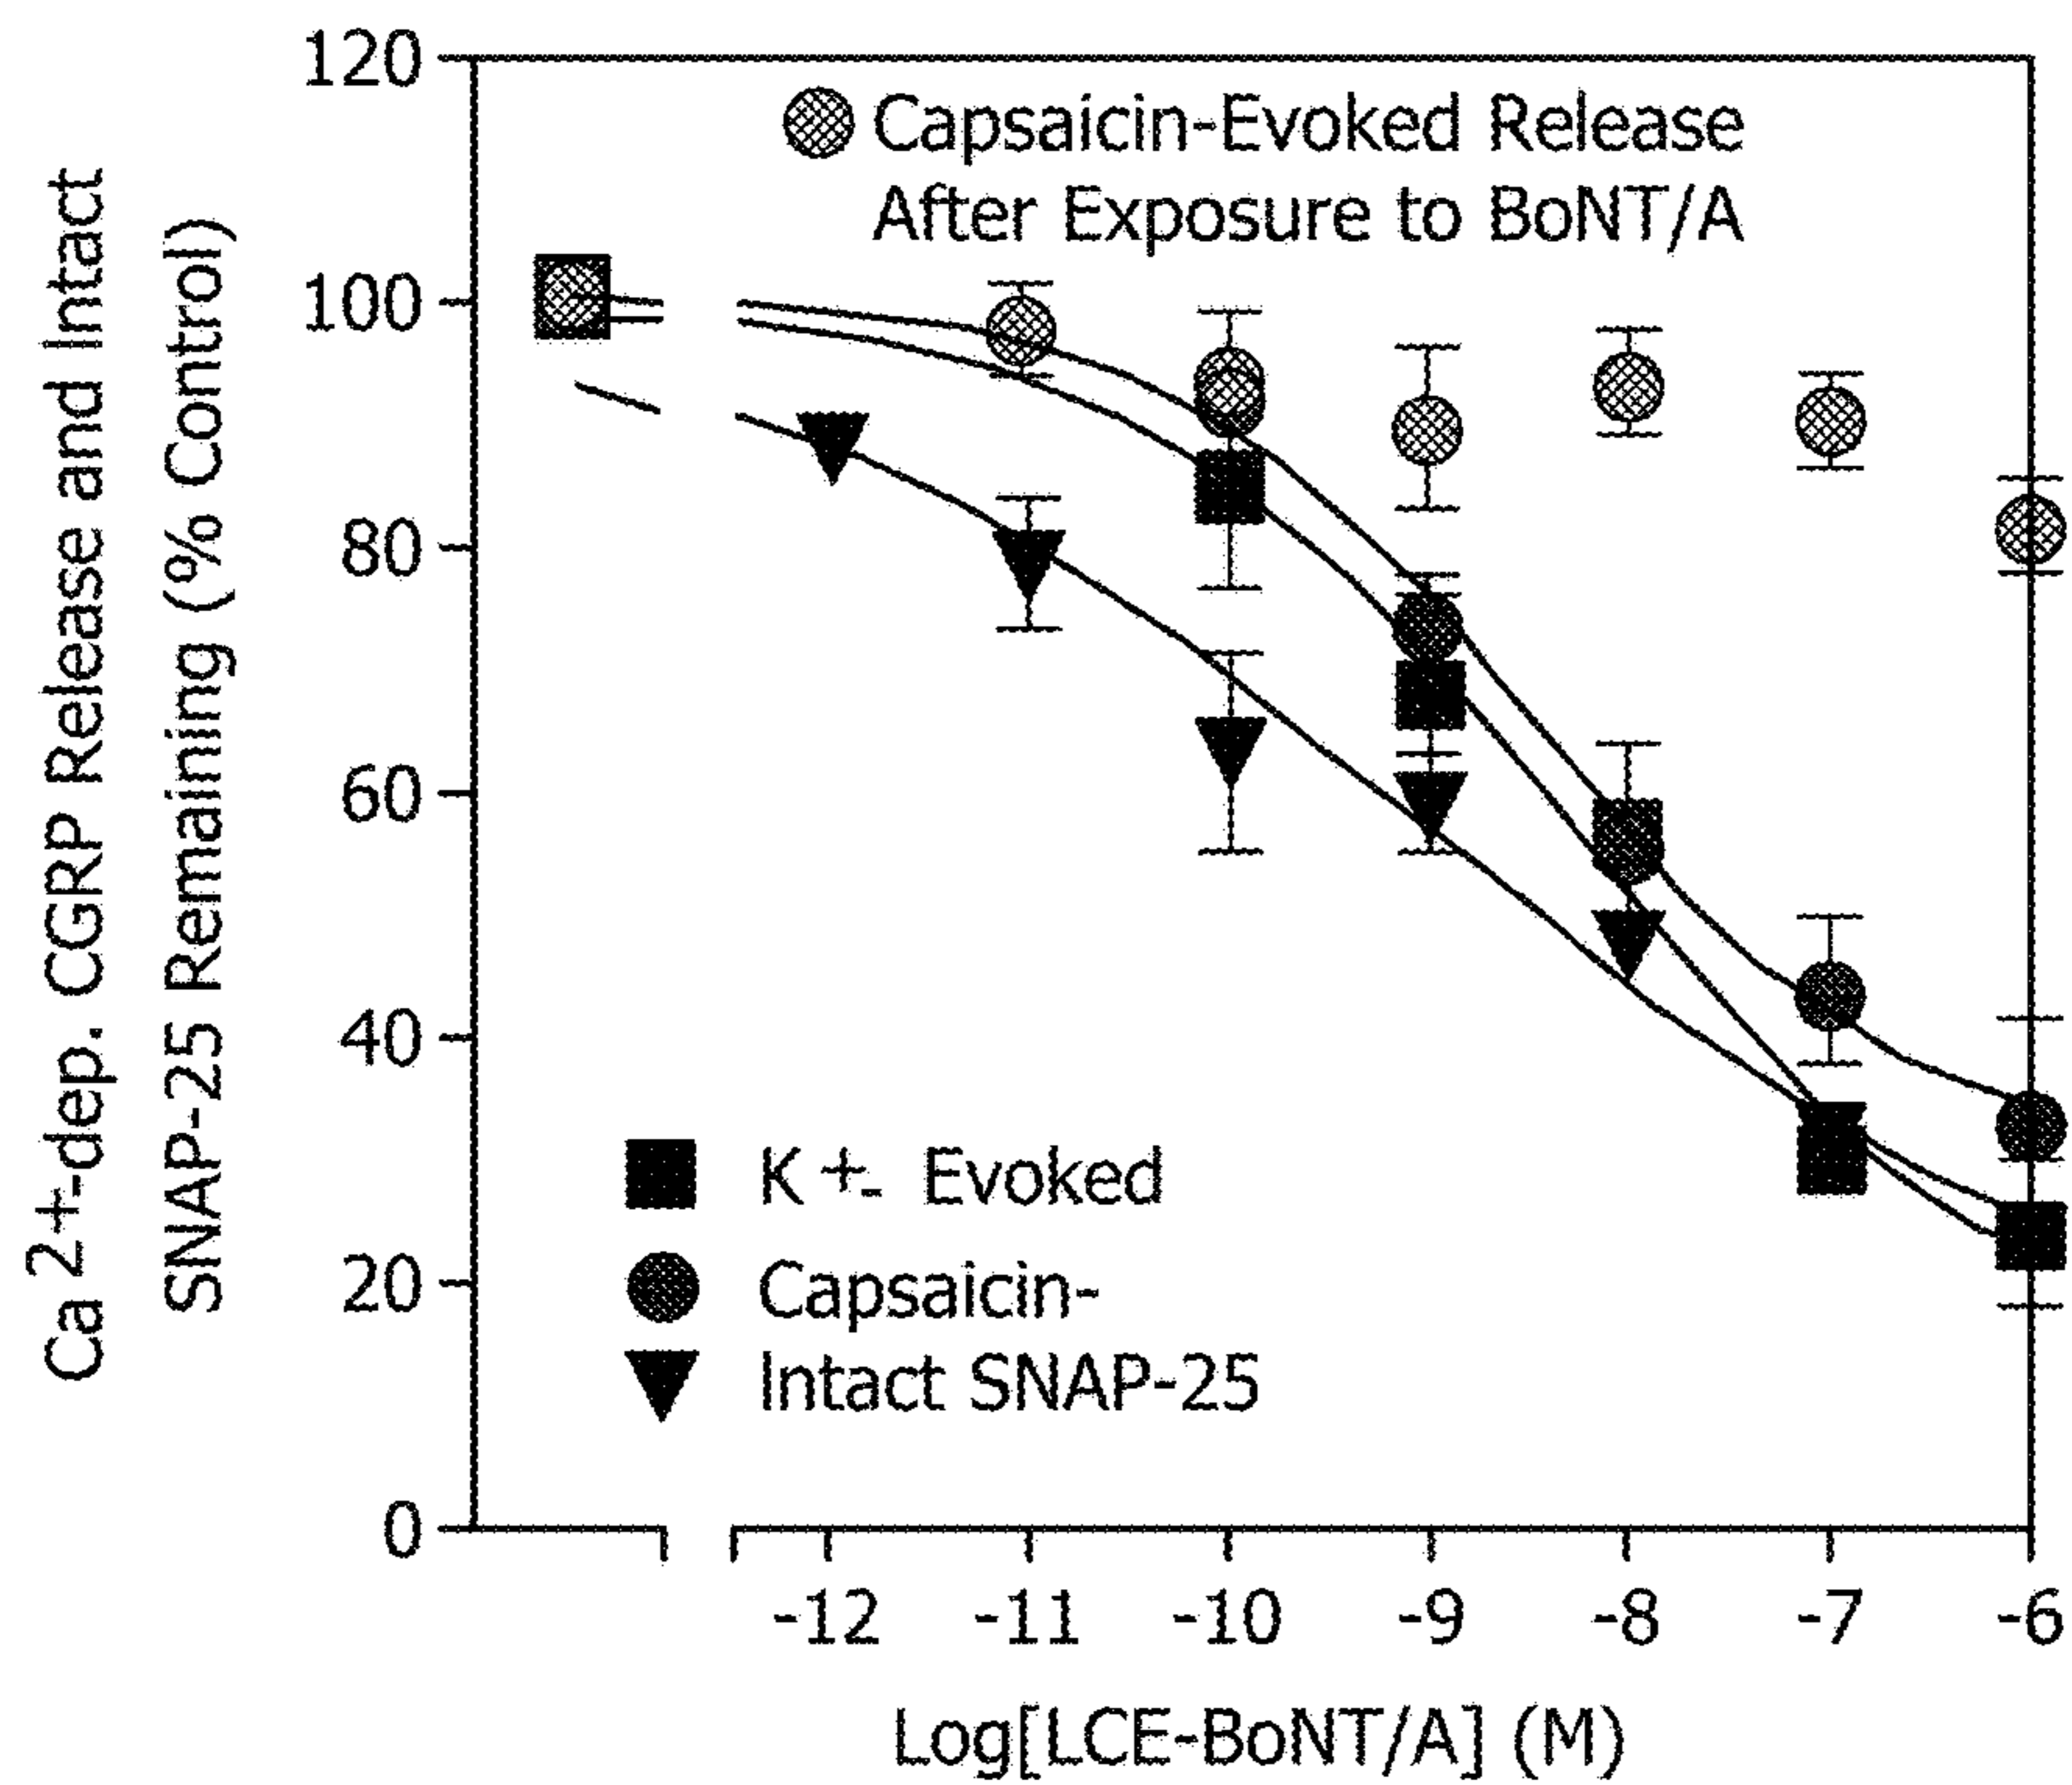 Ca 2+-dep. CGRP Release and Intact
SNAP-25 Remaining (% Control)
120
100
80
60
40
20
0
Capsaicin-Evoked Release
After Exposure to BoNT/A
K +- Evoked
Capsaicin-
Intact SNAP-25
-12 -11 -10 -9 -8 -7 -6
Log[LCE-BoNT/A] (M)